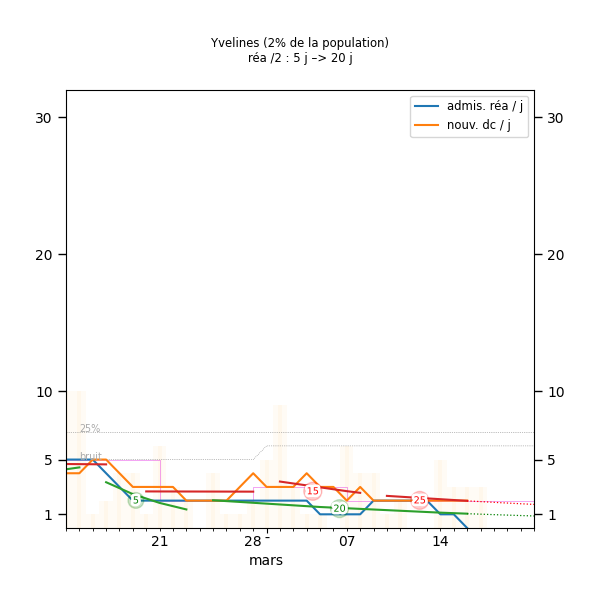 Yvelines (2% de la population)
réa /2 : 5 j –> 20 j
admis. réa / j
nouv. dc / j
30 30
20 20
10 10
25%
bruit
5 5
15
25
5
20
1 1
21 28 07 14
mars